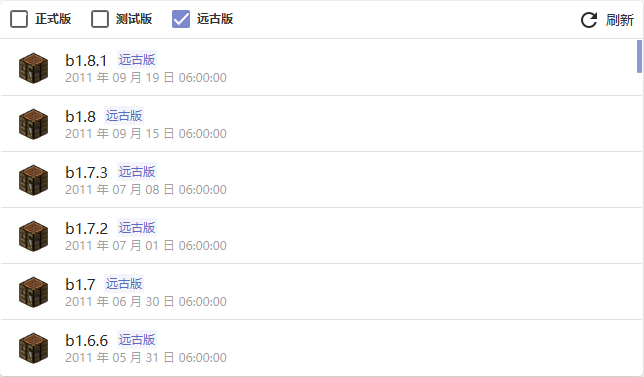 正式版 测试版 远古版 刷新
b1.8.1 远古版
2011 年 09 月 19 日 06:00:00
b1.8 远古版
2011 年 09 月 15 日 06:00:00
b1.7.3 远古版
2011 年 07 月 08 日 06:00:00
b1.7.2 远古版
2011 年 07 月 01 日 06:00:00
b1.7 远古版
2011 年 06 月 30 日 06:00:00
b1.6.6 远古版
2011 年 05 月 31 日 06:00:00